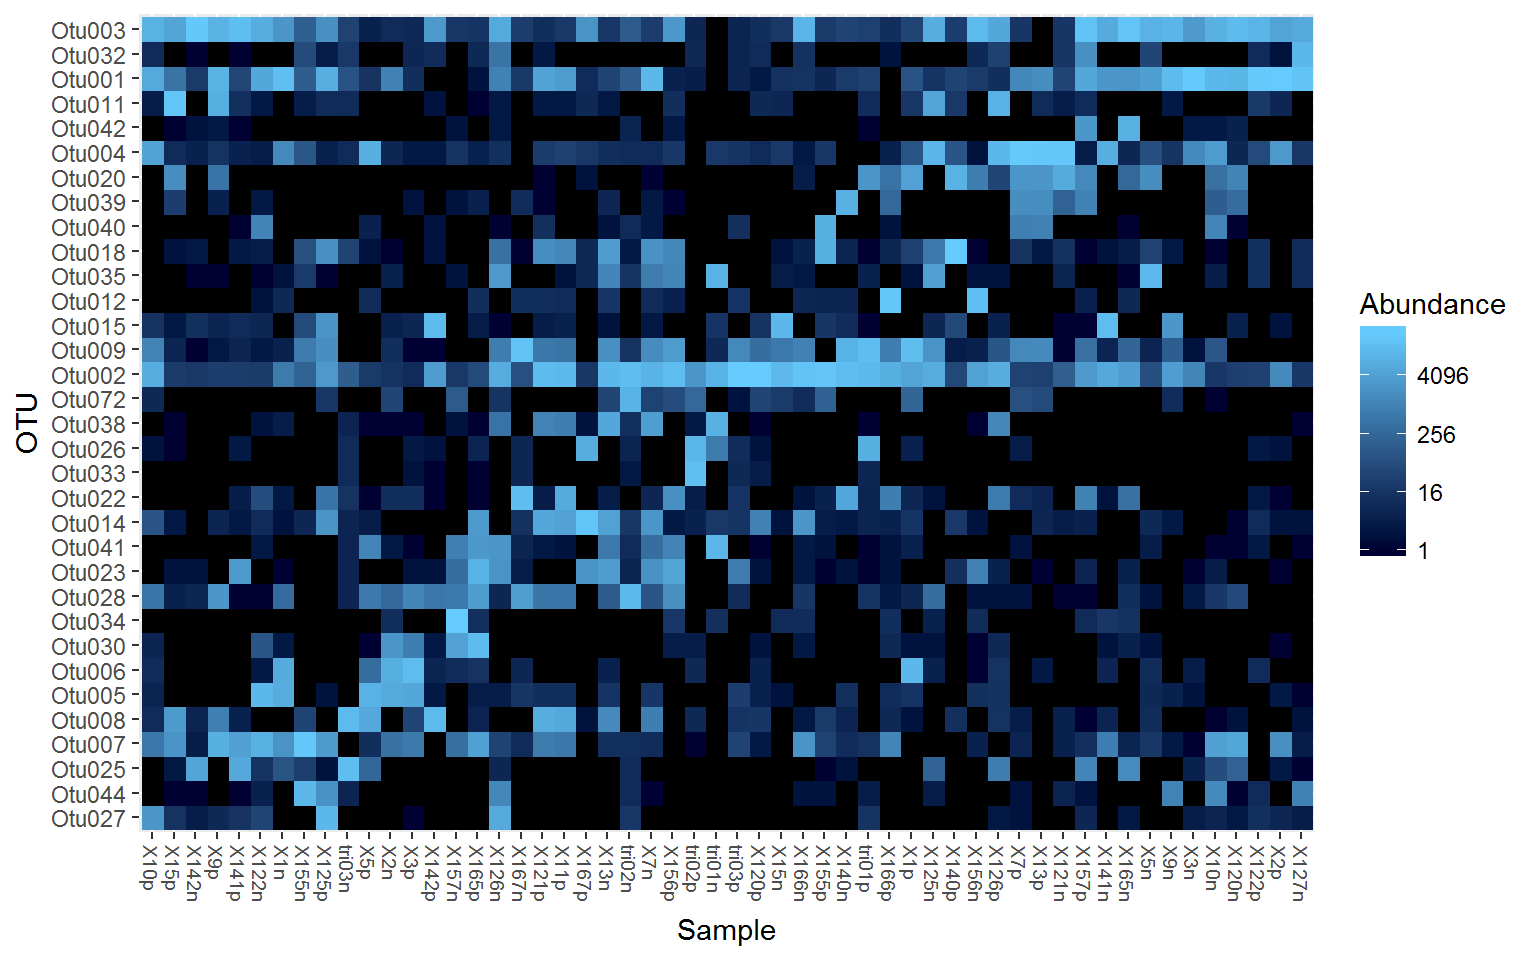 Otu003
Otu032
Otu001
Otu011
Otu042
Otu004
Otu020
Otu039
Otu040
Otu018
Otu035
Otu012
Otu015
Otu009
Otu002
Otu072
Otu038
Otu026
Otu033
Otu022
Otu014
Otu041
Otu023
Otu028
Otu034
Otu030
Otu006
Otu005
Otu008
Otu007
Otu025
Otu044
Otu027
OTU
X10p
X15p
X142n
X9p
X141p
X122n
X1n
X155n
X125p
tri03n
X5p
X2n
X3p
X142p
X157n
X165p
X126n
X167n
X121p
X11p
X167p
X13n
tri02n
X7n
X156p
tri02p
tri01n
tri03p
X120p
X11n
X166n
X155p
X140n
tri01p
X166p
X1p
X125n
X140p
X156n
X126p
X7p
X13p
X121n
X157p
X141n
X165n
X5n
X9n
X3n
X10n
X120n
X122p
X2p
X127n
Sample
Abundance
4096
256
16
1